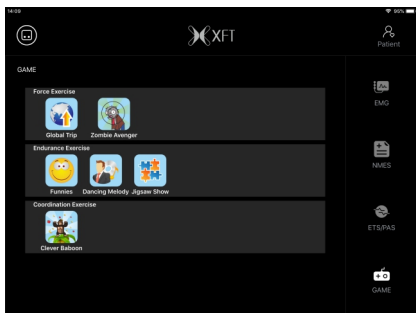 14:09
95%
XFT
Patient
GAME
Force Exercise
Global Trip Zombie Avenger
Endurance Exercise
Funnies Dancing Melody Jigsaw Show
Coordination Exercise
Clever Baboon
EMG
NMES
ETS/PAS
GAME